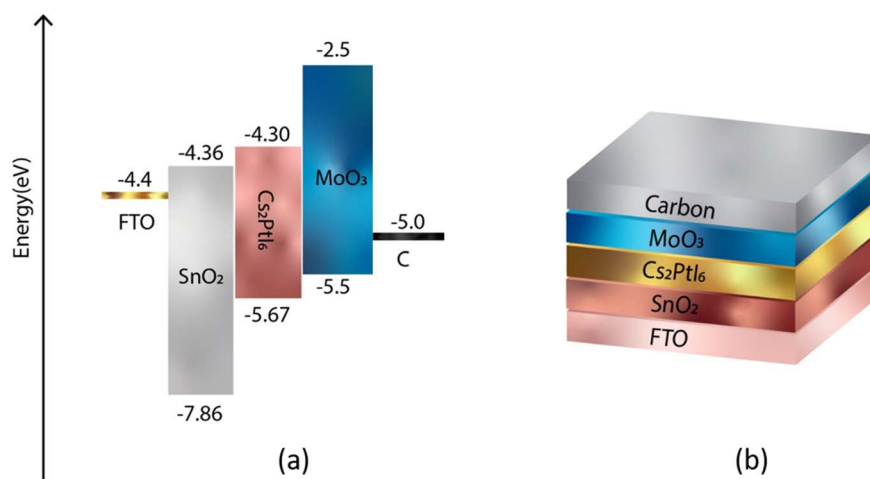 Energy(eV)
-4.4
FTO
-4.36
SnO₂
-7.86
-4.30
Cs₂PtI₆
-5.67
-2.5
MoO₃
-5.5
-5.0
C
(a)
Carbon
MoO₃
Cs₂PtI₆
SnO₂
FTO
(b)